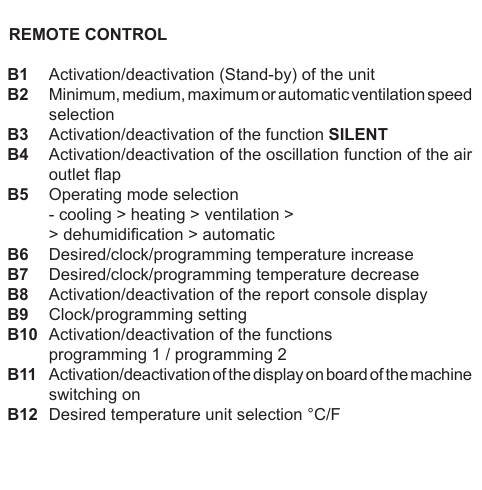 REMOTE CONTROL
B1 Activation/deactivation (Stand-by) of the unit
B2 Minimum, medium, maximum or automatic ventilation speed
selection
B3 Activation/deactivation of the function SILENT
B4 Activation/deactivation of the oscillation function of the air
outlet flap
B5 Operating mode selection
- cooling > heating > ventilation >
> dehumidification > automatic
B6 Desired/clock/programming temperature increase
B7 Desired/clock/programming temperature decrease
B8 Activation/deactivation of the report console display
B9 Clock/programming setting
B10 Activation/deactivation of the functions
programming 1 / programming 2
B11 Activation/deactivation of the display on board of the machine
switching on
B12 Desired temperature unit selection °C/F